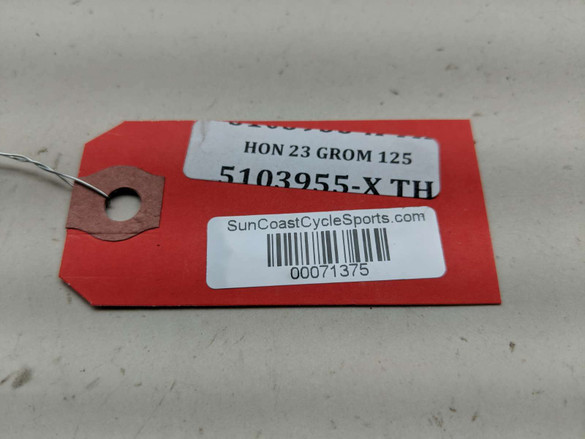 HON 23 GROM 125
5103955-X TH
SunCoastCycleSports.com
00071375